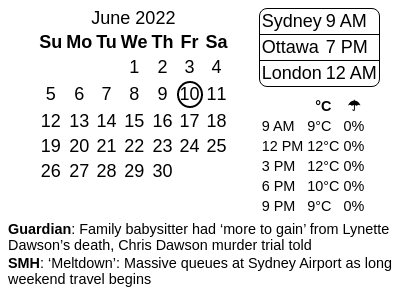 June 2022
Su Mo Tu We Th Fr Sa
1 2 3 4
5 6 7 8 9 10 11
12 13 14 15 16 17 18
19 20 21 22 23 24 25
26 27 28 29 30
Sydney 9 AM
Ottawa 7 PM
London 12 AM
°C ☂
9 AM 9°C 0%
12 PM 12°C 0%
3 PM 12°C 0%
6 PM 10°C 0%
9 PM 9°C 0%
Guardian: Family babysitter had ‘more to gain’ from Lynette
Dawson’s death, Chris Dawson murder trial told
SMH: ‘Meltdown’: Massive queues at Sydney Airport as long
weekend travel begins